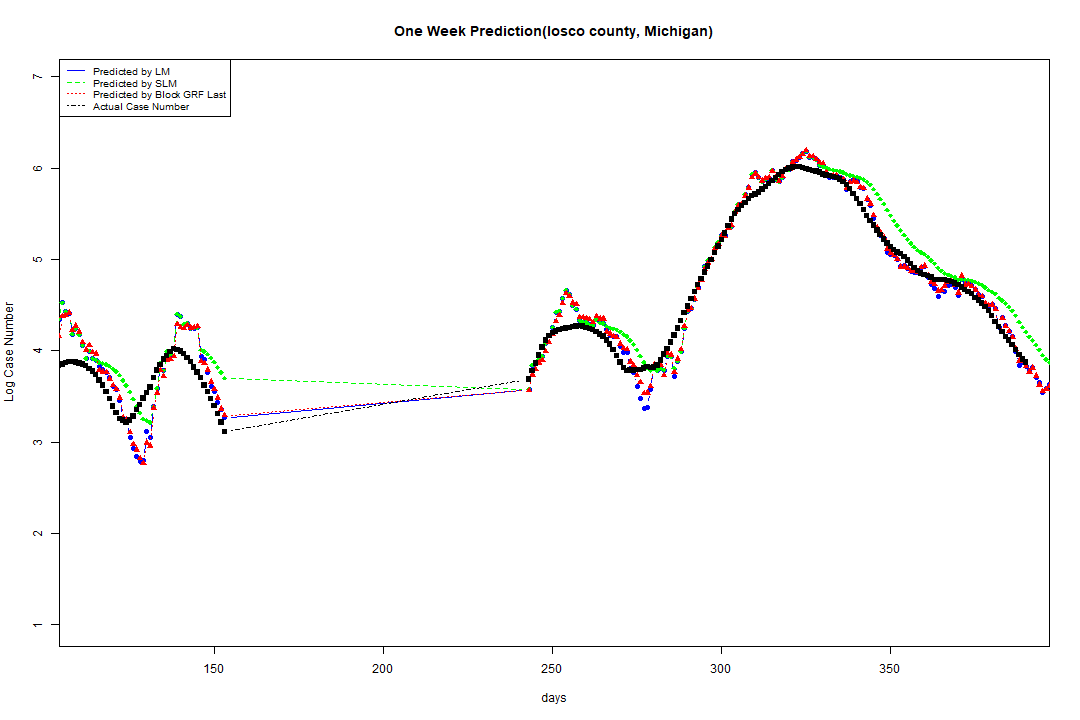 One Week Prediction(Iosco county, Michigan)
Predicted by LM
Predicted by SLM
Predicted by Block GRF Last
Actual Case Number
7
6
5
4
3
2
1
Log Case Number
150
200
250
300
350
days